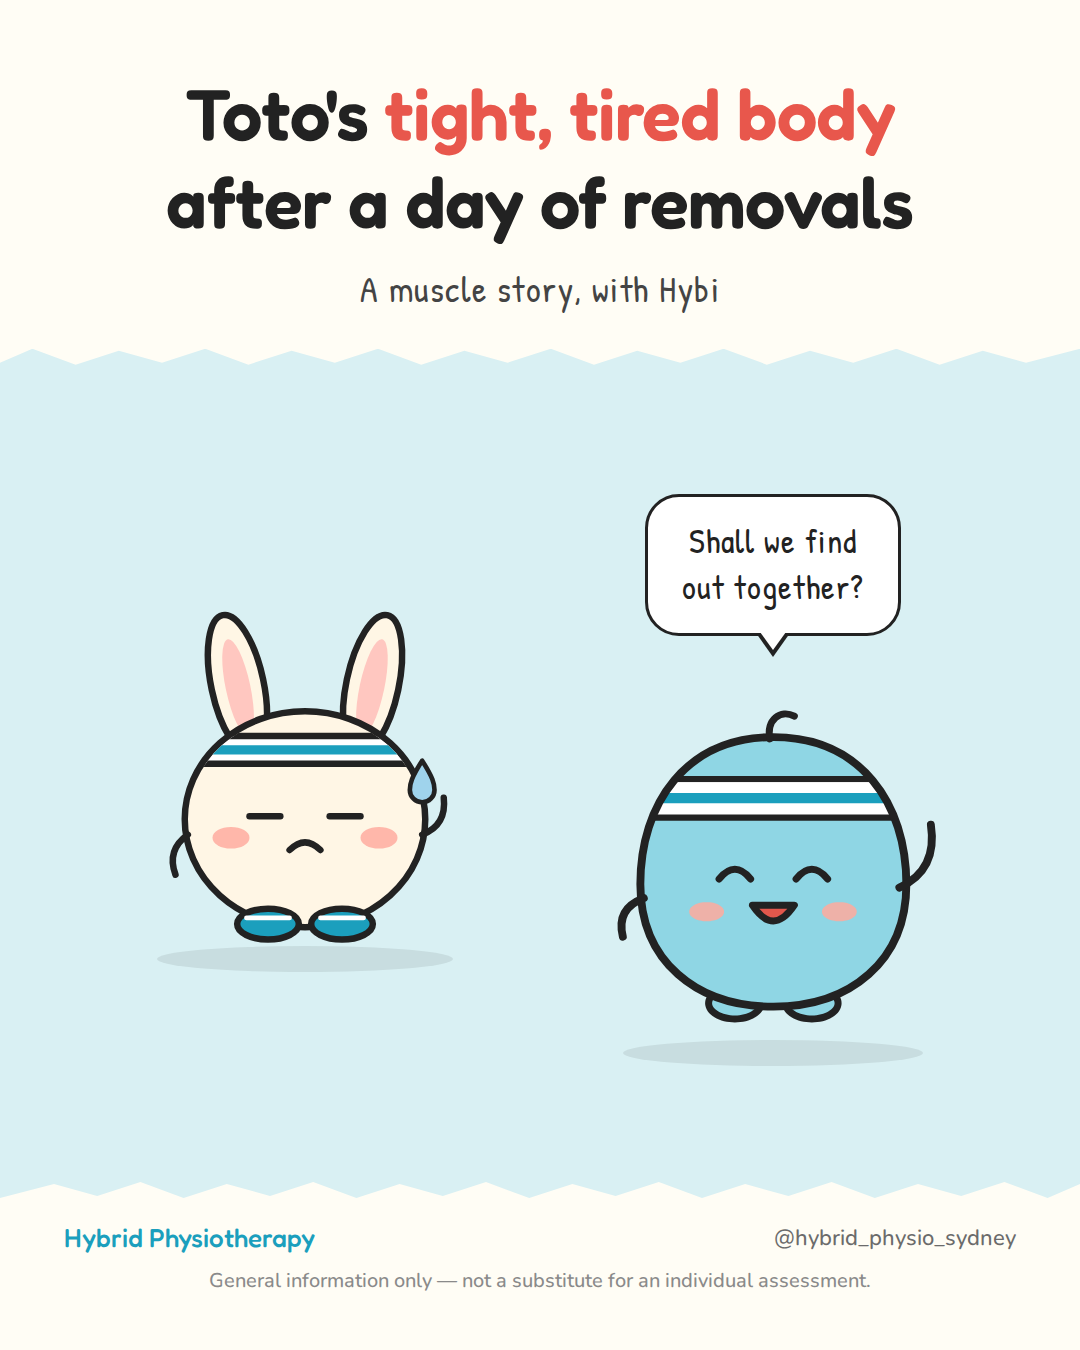 Toto's tight, tired body
after a day of removals
A muscle story, with Hybi
Shall we find
out together?
Hybrid Physiotherapy
@hybrid_physio_sydney
General information only — not a substitute for an individual assessment.